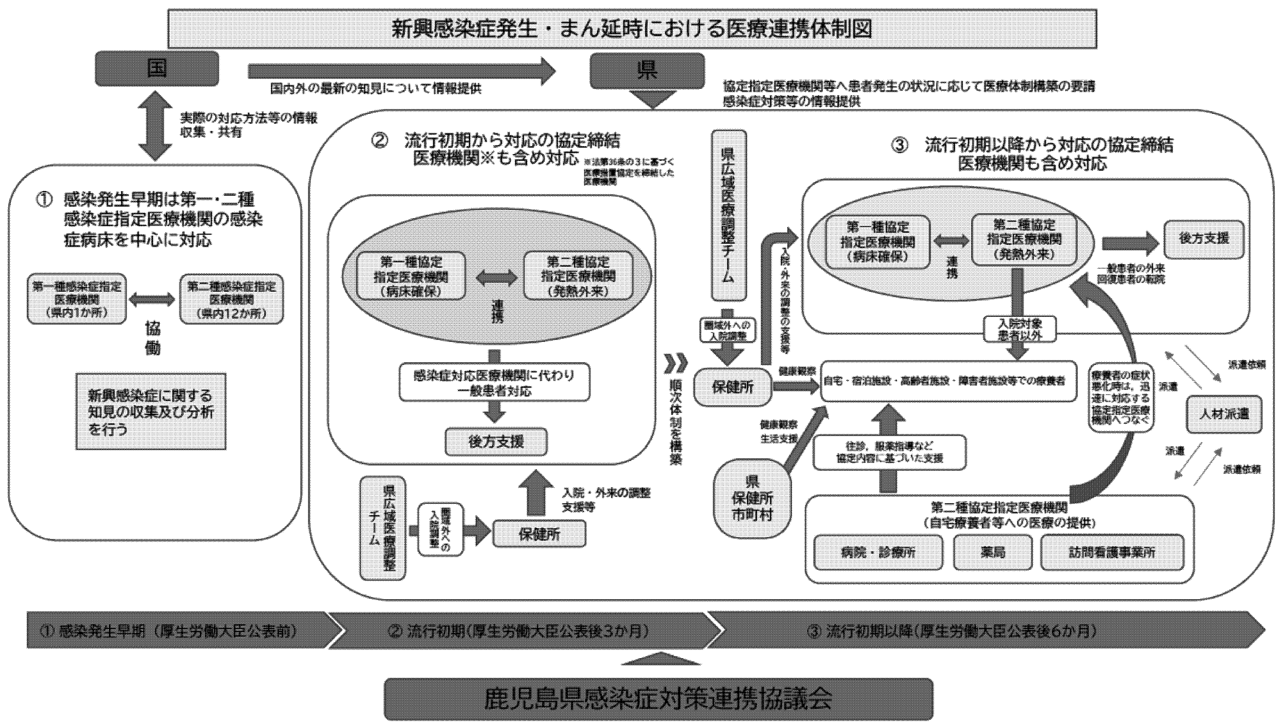 新興感染症発生・まん延時における医療連携体制図
国
県
国内外の最新の知見について情報提供
協定指定医療機関等へ患者発生の状況に応じて医療体制構築の要請
感染症対策等の情報提供
実際の対応方法等の情報
収集・共有
① 感染発生早期は第一・二種
感染症指定医療機関の感染
症病床を中心に対応
第一種感染症指定
医療機関
(県内1か所)
第二種感染症指定
医療機関
(県内12か所)
協
働
新興感染症に関する
知見の収集及び分析
を行う
② 流行初期から対応の協定締結
医療機関※も含め対応
※法第36条の3に基づく
医療措置協定を締結した
医療機関
第一種協定
指定医療機関
(病床確保)
第二種協定
指定医療機関
(発熱外来)
連携
感染症対応医療機関に代わり
一般患者対応
後方支援
入院・外来の調整
支援等
県広域医療調整
チーム
圏域外への
入院調整
保健所
順次体制を構築
県広域医療調整チーム
圏域外への
入院調整
保健所
入院・外来の調整の支援等
③ 流行初期以降から対応の協定締結
医療機関も含め対応
第一種協定
指定医療機関
(病床確保)
第二種協定
指定医療機関
(発熱外来)
連携
後方支援
一般患者の外来
回復患者の転院
入院対象
患者以外
健康観察
自宅・宿泊施設・高齢者施設・障害者施設等での療養者
健康観察
生活支援
県
保健所
市町村
往診，服薬指導など
協定内容に基づいた支援
療養者の症状
悪化時は，迅
速に対応する
協定指定医療
機関へつなぐ
派遣
派遣依頼
人材派遣
派遣
派遣依頼
第二種協定指定医療機関
(自宅療養者等への医療の提供)
病院・診療所
薬局
訪問看護事業所
① 感染発生早期（厚生労働大臣公表前）
② 流行初期(厚生労働大臣公表後3か月)
③ 流行初期以降(厚生労働大臣公表後6か月)
鹿児島県感染症対策連携協議会